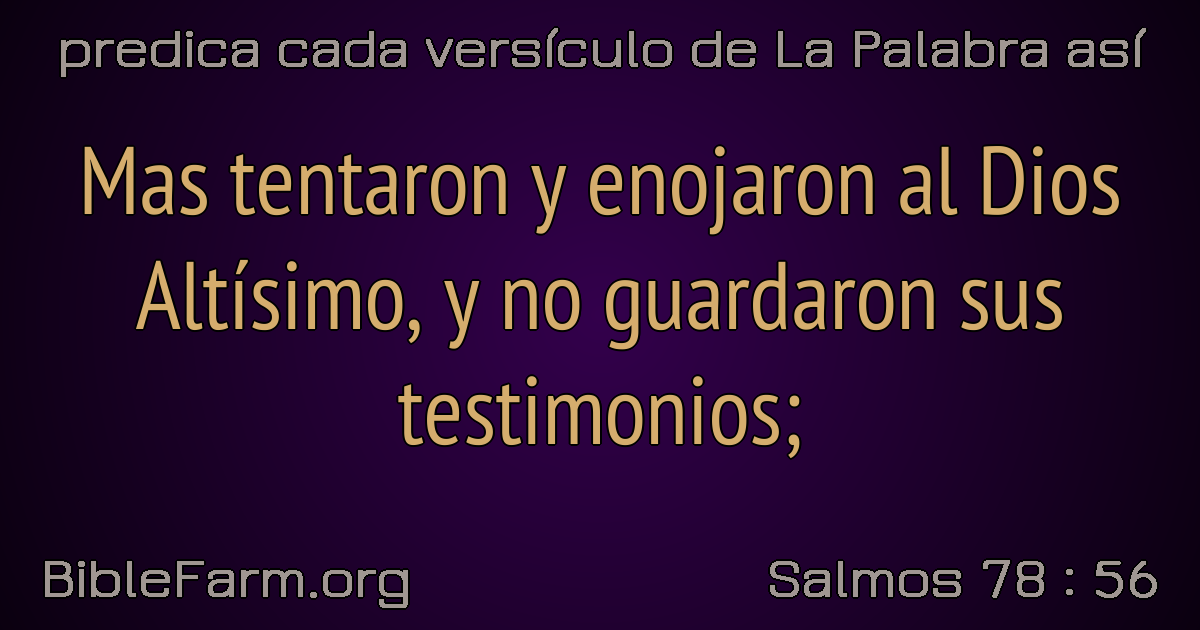 predica cada versículo de La Palabra así
Mas tentaron y enojaron al Dios
Altísimo, y no guardaron sus
testimonios;
BibleFarm.org
Salmos 78 : 56